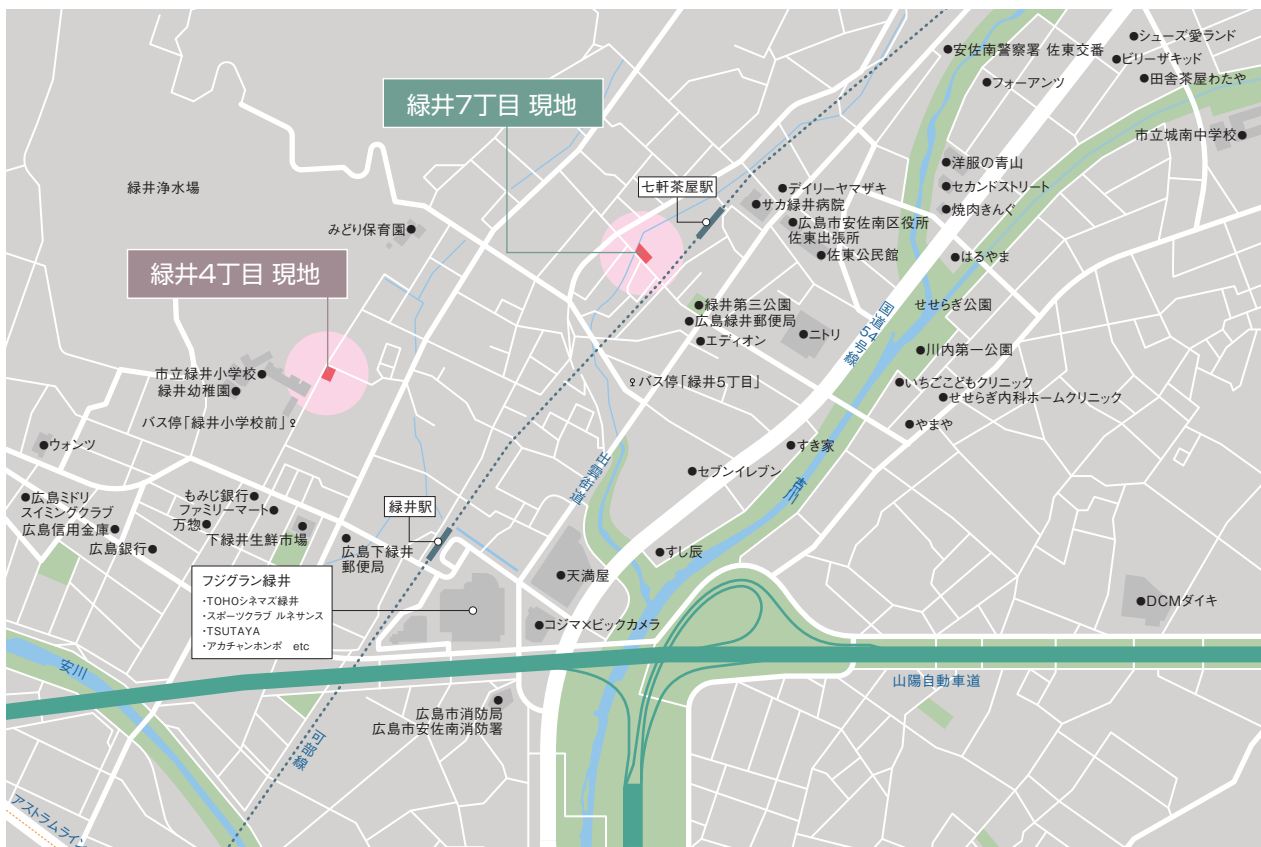 ●シューズ愛ランド
●安佐南警察署 佐東交番
●ビリーザキッド
●フォーアンツ
●田舎茶屋わたや
緑井7丁目 現地
市立城南中学校●
●洋服の青山
緑井浄水場
七軒茶屋駅
●デイリーヤマザキ
●セカンドストリート
●サカ緑井病院
●焼肉きんぐ
みどり保育園●
●広島市安佐南区役所
佐東出張所
●佐東公民館
●はるやま
緑井4丁目 現地
●緑井第三公園
せせらぎ公園
●広島緑井郵便局
国道54号線
●ニトリ
●エディオン
●川内第一公園
市立緑井小学校●
緑井幼稚園●
バス停「緑井5丁目」
●いちごこどもクリニック
●せせらぎ内科ホームクリニック
バス停「緑井小学校前」
●やまや
●ウォンツ
●すき家
出雲街道
●セブンイレブン
古川
●広島ミドリ
スイミングクラブ
もみじ銀行●
ファミリーマート●
緑井駅
広島信用金庫●
万惣●
下緑井生鮮市場
広島銀行●
●
広島下緑井
郵便局
●すし辰
●天満屋
フジグラン緑井
・TOHOシネマズ緑井
・スポーツクラブ ルネサンス
・TSUTAYA
・アカチャンホンポ etc
●DCMダイキ
●コジマ×ビックカメラ
安川
山陽自動車道
広島市消防局
広島市安佐南消防署
可部線
アストラムライン